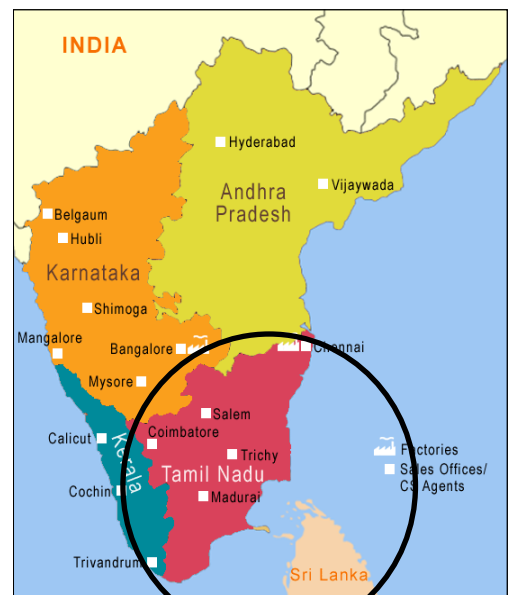 INDIA
Hyderabad
Vijaywada
Andhra
Pradesh
Belgaum
Hubli
Karnataka
Shimoga
Mangalore
Bangalore
Chennai
Mysore
Salem
Coimbatore
Calicut
Kerala
Trichy
Factories
Tamil Nadu
Sales Offices/
CS Agents
Cochin
Madurai
Trivandrum
Sri Lanka